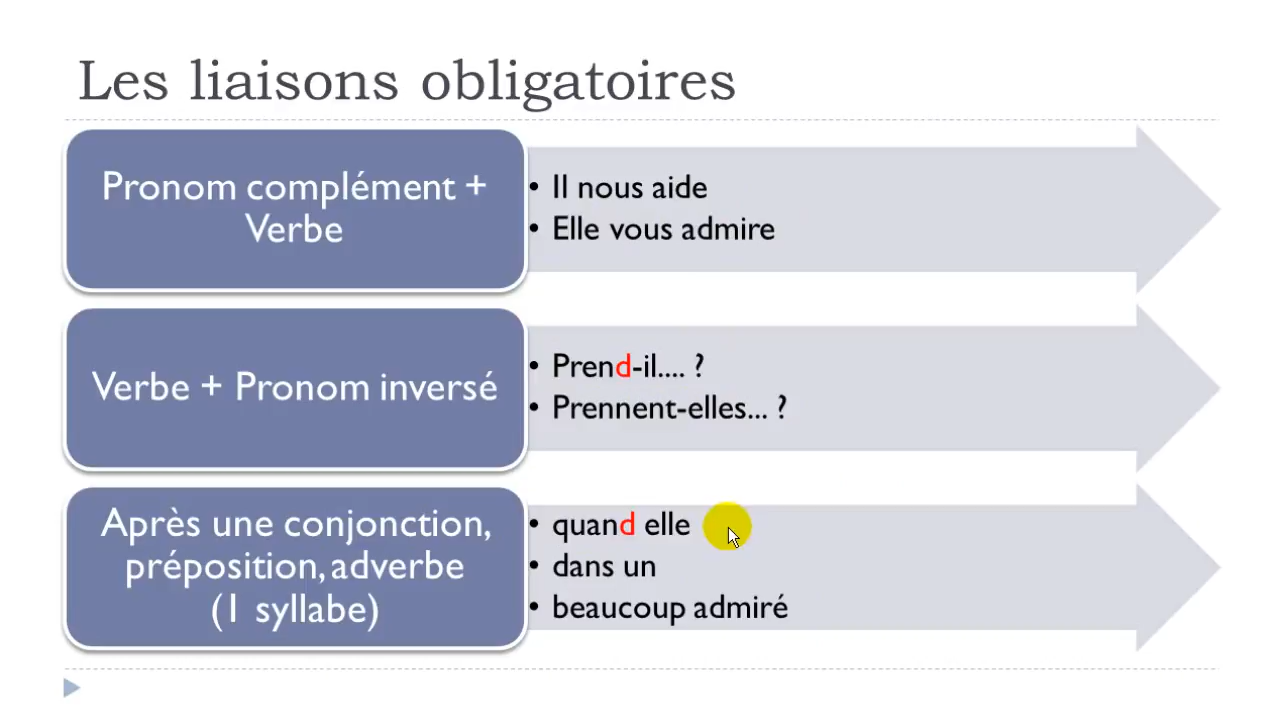 Les liaisons obligatoires
Pronom complément +
Verbe
• Il nous aide
• Elle vous admire
Verbe + Pronom inversé
• Prend-il.... ?
• Prennent-elles... ?
Après une conjonction,
préposition, adverbe
(1 syllabe)
• quand elle
• dans un
• beaucoup admiré